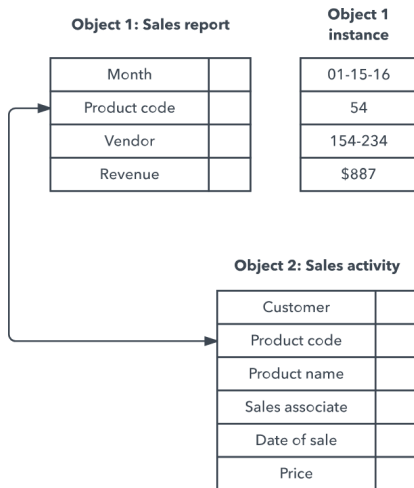 Object 1: Sales report
Object 1
instance
Month
01-15-16
Product code
54
Vendor
154-234
Revenue
$887
Object 2: Sales activity
Customer
Product code
Product name
Sales associate
Date of sale
Price